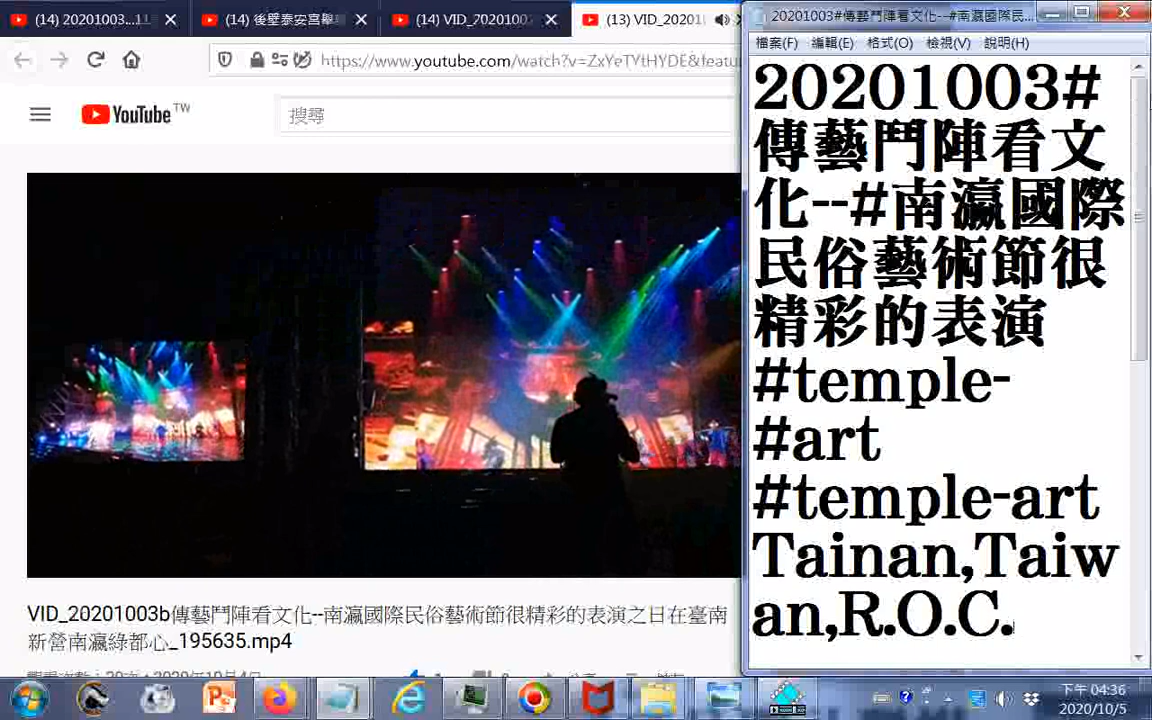 (14) 20201003...11
(14) 後壁泰安宮舉
(14) VID_20201002
(13) VID_20201
20201003#傳藝鬥陣看文化--#南瀛國際民...
https://www.youtube.com/watch?v=ZxYeTYtHYDE&featu
檔案(F) 編輯(E) 格式(O) 檢視(V) 說明(H)
YouTube TW
搜尋
20201003#
傳藝鬥陣看文
化--#南瀛國際
民俗藝術節很
精彩的表演
#temple-
#art
#temple-art
Tainan,Taiw
an,R.O.C.
VID_20201003b傳藝鬥陣看文化--南瀛國際民俗藝術節很精彩的表演之日在臺南
新營南瀛綠都心_195635.mp4
下午 04:36
2020/10/5